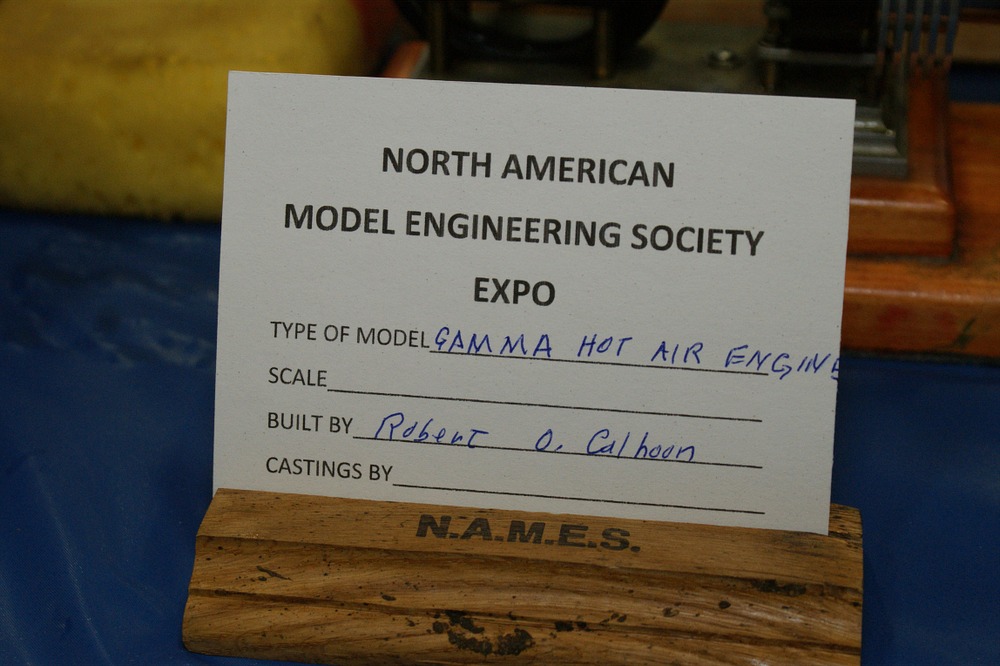 NORTH AMERICAN
MODEL ENGINEERING SOCIETY
EXPO
TYPE OF MODEL GAMMA HOT AIR ENGINE
SCALE
BUILT BY Robert O. Calhoon
CASTINGS BY
N.A.M.E.S.